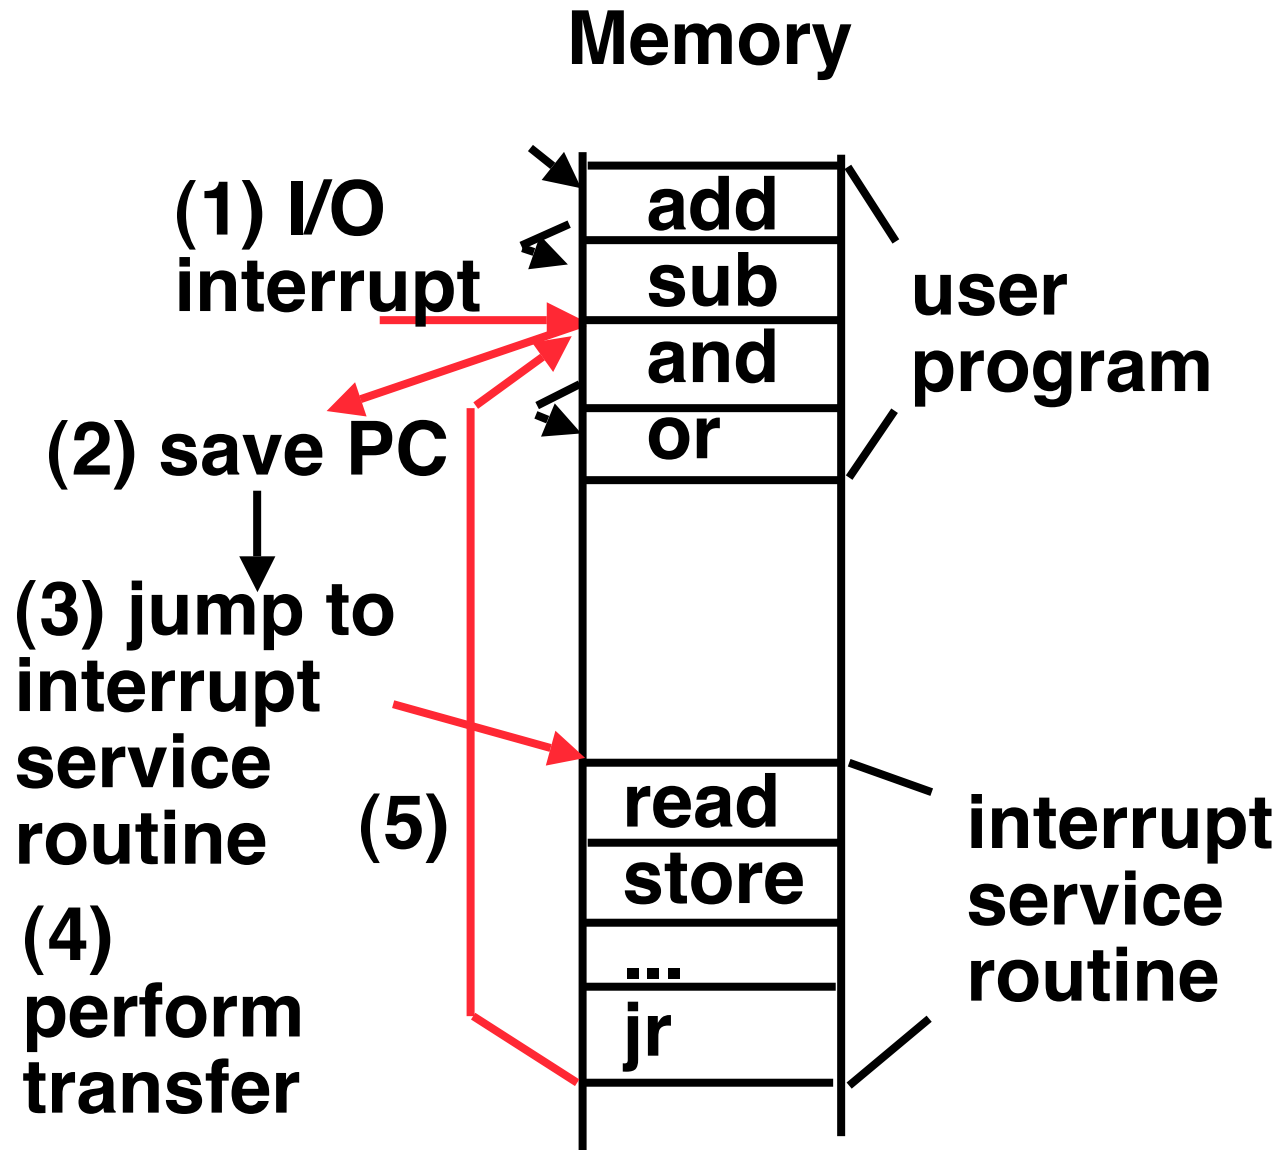 Memory
(1) I/O
interrupt
add
sub
and
or
user
program
(2) save PC
(3) jump to
interrupt
service
routine
(5)
(4)
perform
transfer
read
store
...
jr
interrupt
service
routine